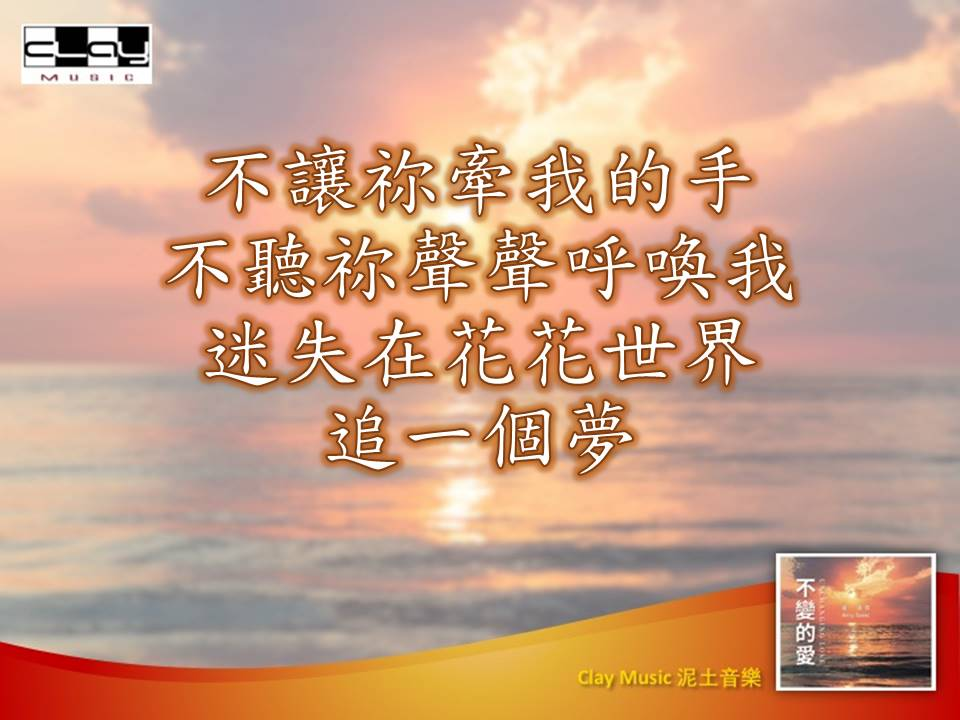 CLay
MUSIC
不讓祢牽我的手
不聽祢聲聲呼喚我
迷失在花花世界
追一個夢
不變的愛
UNCHANGING LOVE
Clay Music 泥土音樂